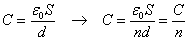 C = ε₀S/d → C = ε₀S/nd = C/n